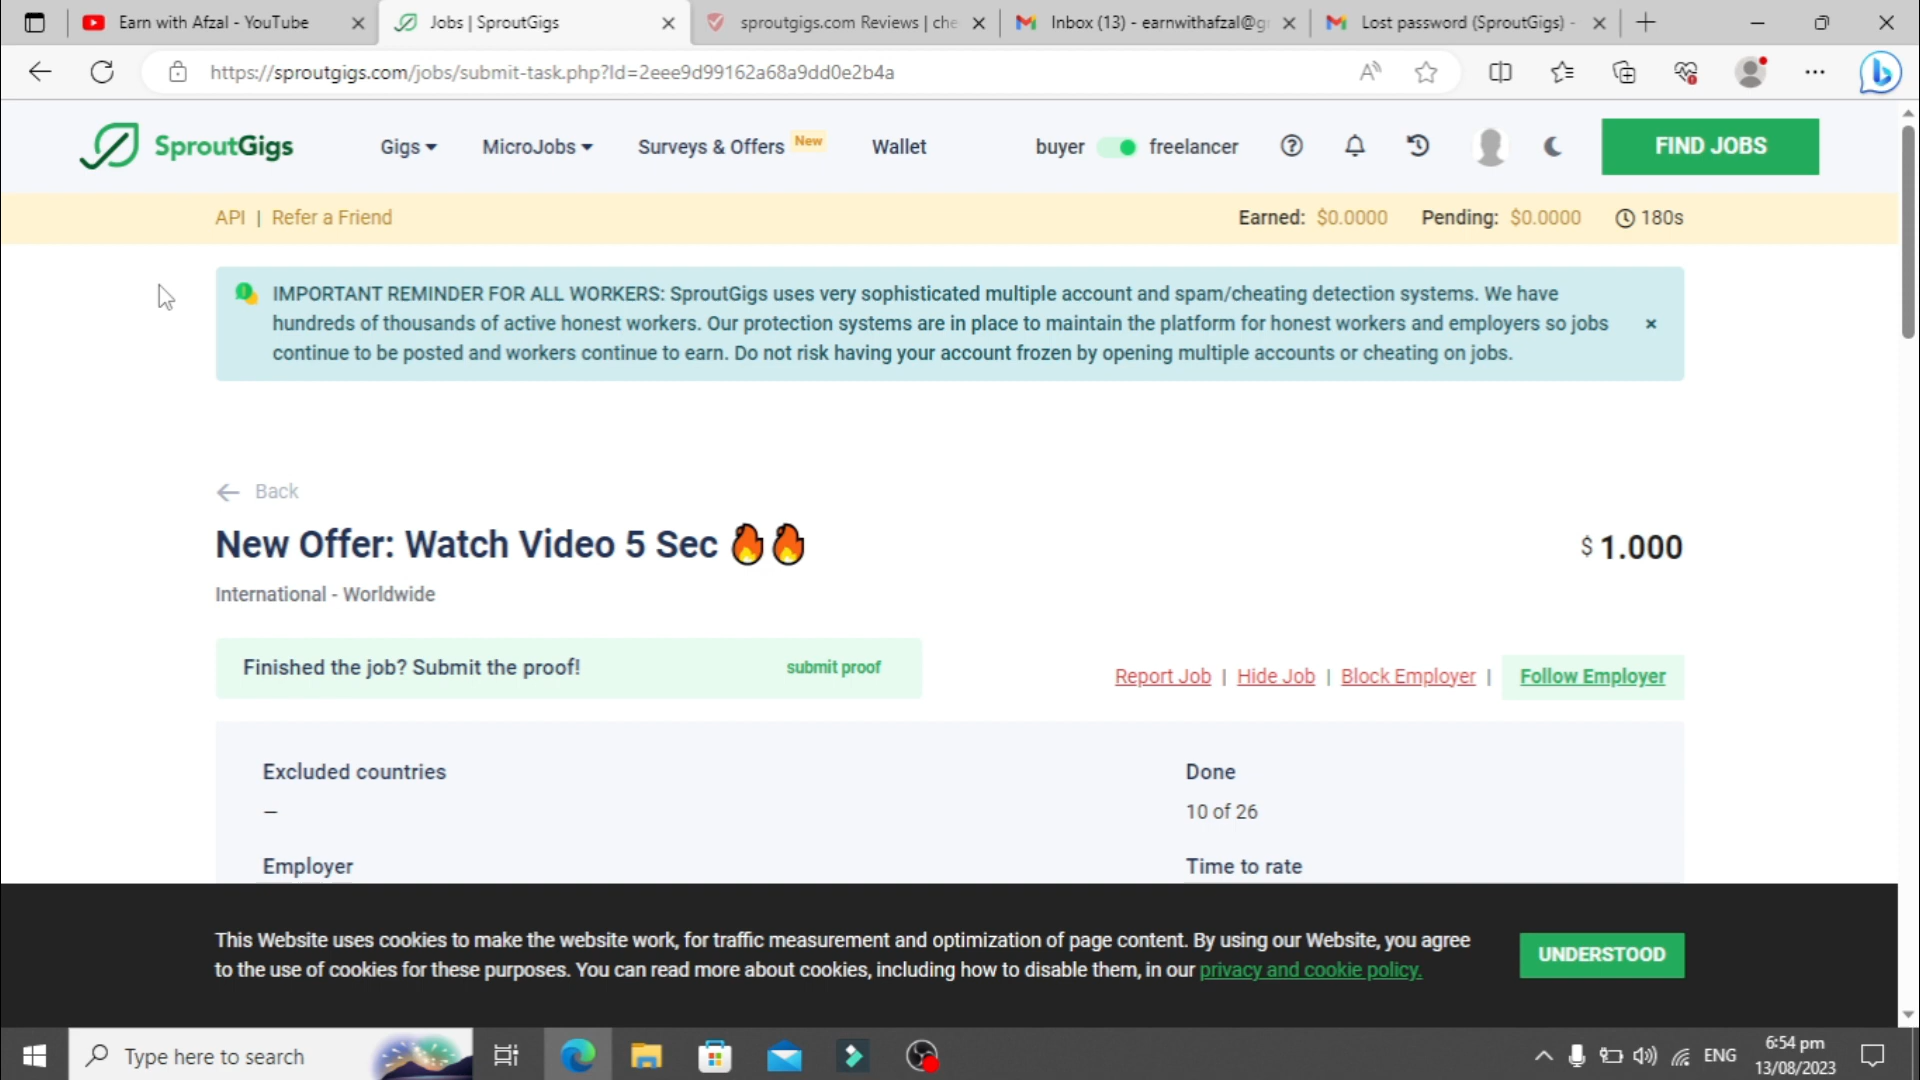 Earn with Afzal - YouTube
Jobs | SproutGigs
sproutgigs.com Reviews | che
Inbox (13) - earnwithafzal@g
Lost password (SproutGigs) -
https://sproutgigs.com/jobs/submit-task.php?Id=2eee9d99162a68a9dd0e2b4a
SproutGigs
Gigs
MicroJobs
Surveys & Offers New
Wallet
buyer
freelancer
FIND JOBS
API | Refer a Friend
Earned: $0.0000
Pending: $0.0000
180s
IMPORTANT REMINDER FOR ALL WORKERS: SproutGigs uses very sophisticated multiple account and spam/cheating detection systems. We have
hundreds of thousands of active honest workers. Our protection systems are in place to maintain the platform for honest workers and employers so jobs
continue to be posted and workers continue to earn. Do not risk having your account frozen by opening multiple accounts or cheating on jobs.
Back
New Offer: Watch Video 5 Sec 🔥🔥
$ 1.000
International - Worldwide
Finished the job? Submit the proof!
submit proof
Report Job | Hide Job | Block Employer | Follow Employer
Excluded countries
Done
–
10 of 26
Employer
Time to rate
This Website uses cookies to make the website work, for traffic measurement and optimization of page content. By using our Website, you agree
to the use of cookies for these purposes. You can read more about cookies, including how to disable them, in our privacy and cookie policy.
UNDERSTOOD
Type here to search
ENG
6:54 pm
13/08/2023